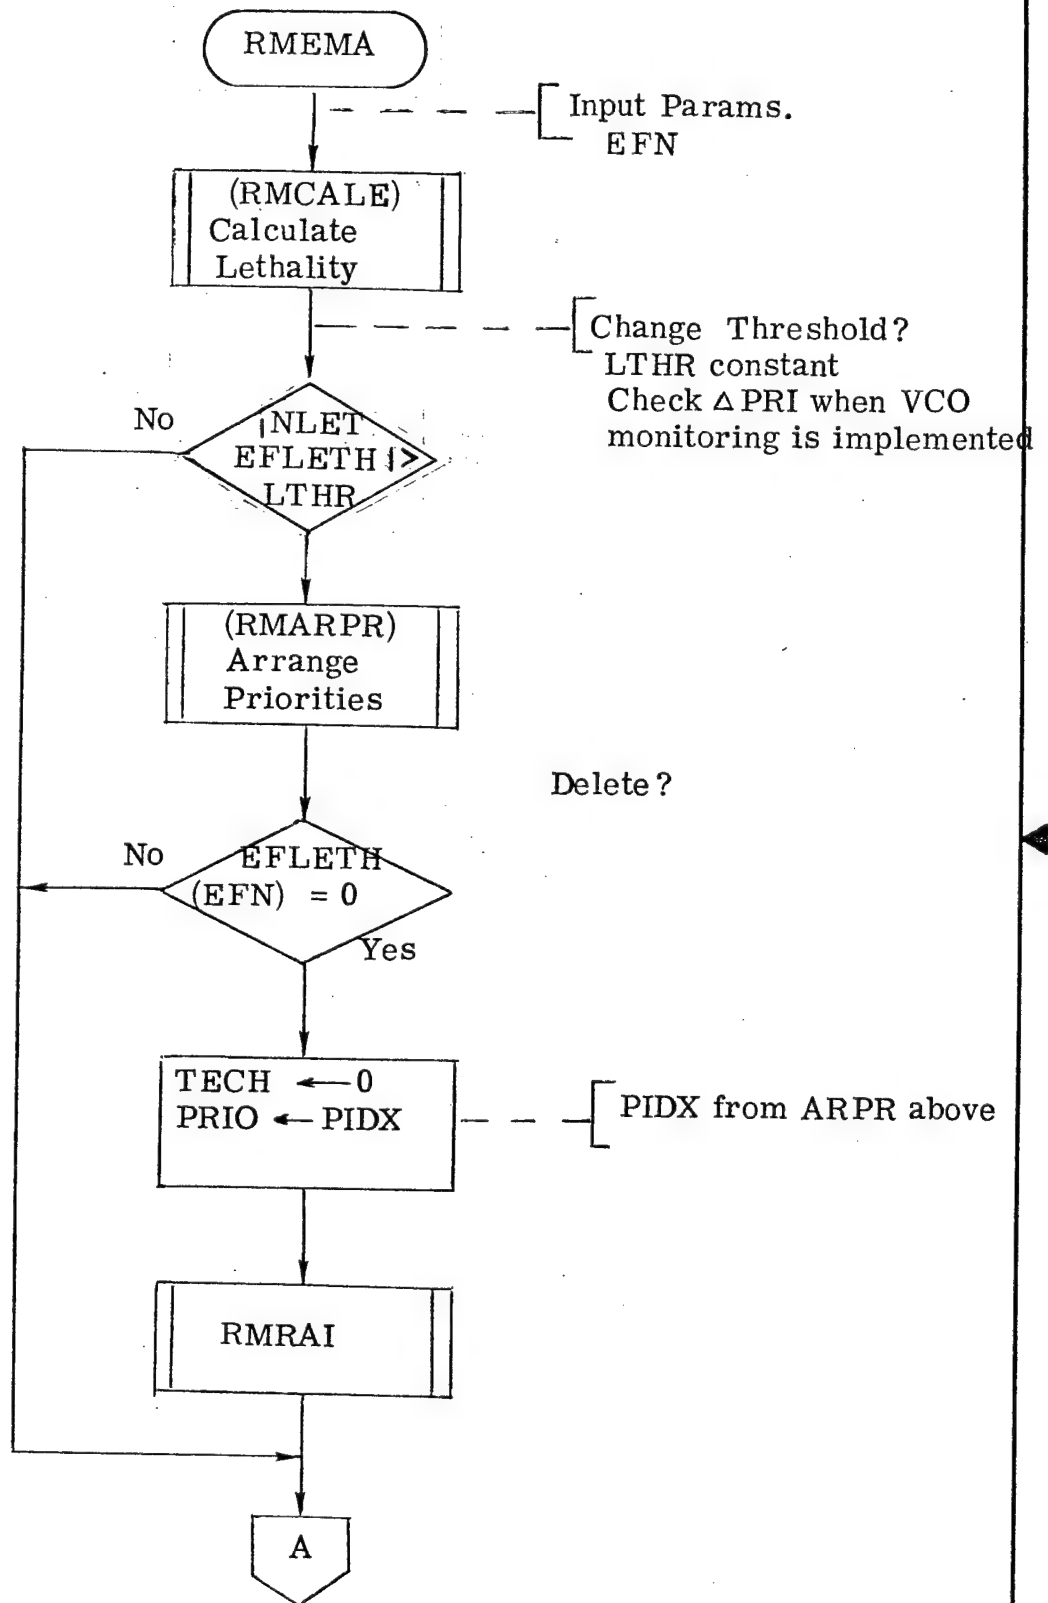 RMEMA
Input Params.
EFN
(RMCALE)
Calculate
Lethality
Change Threshold?
LTHR constant
Check △PRI when VCO
monitoring is implemented
No
|NLET
EFLETH|>
LTHR
(RMARPR)
Arrange
Priorities
Delete?
No
EFLETH
(EFN) = 0
Yes
TECH ← 0
PRIO ← PIDX
PIDX from ARPR above
RMRAI
A